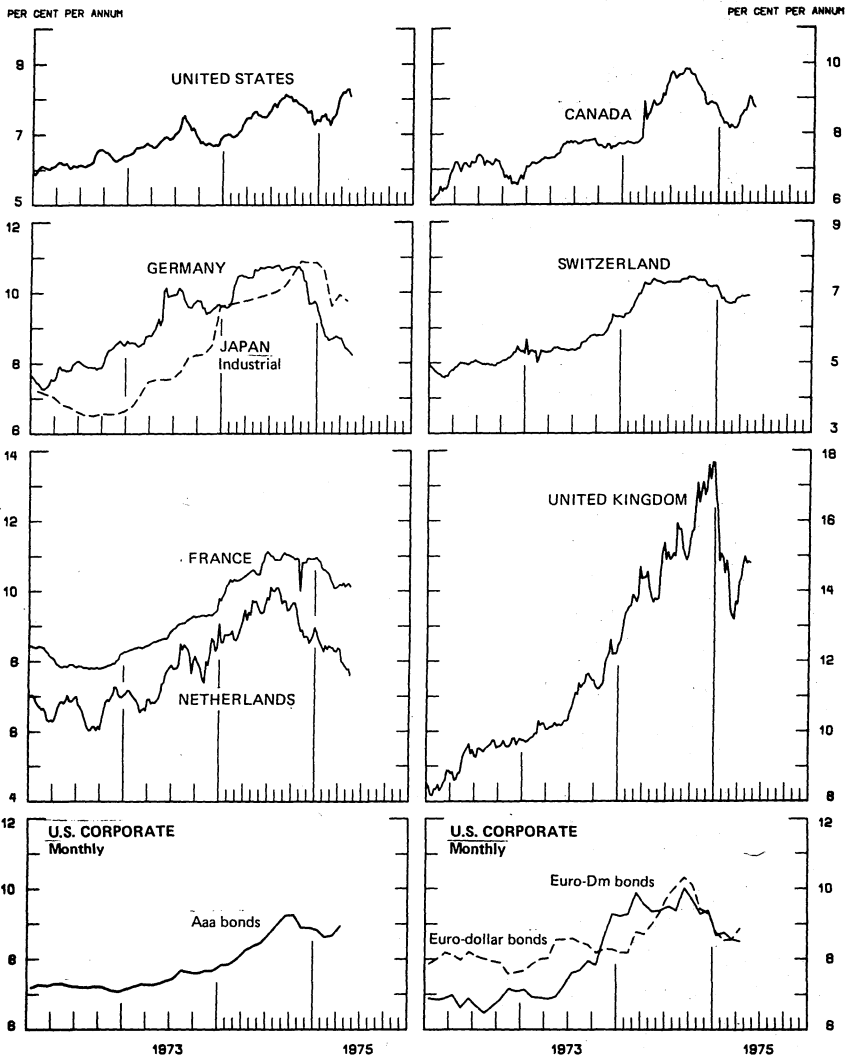 PER CENT PER ANNUM
PER CENT PER ANNUM
9
7
5
UNITED STATES
CANADA
10
8
6
12
10
8
6
GERMANY
JAPAN
Industrial
SWITZERLAND
9
7
5
3
14
12
10
8
6
4
FRANCE
NETHERLANDS
UNITED KINGDOM
18
16
14
12
10
8
12
10
8
6
U.S. CORPORATE
Monthly
Aaa bonds
U.S. CORPORATE
Monthly
Euro-Dm bonds
Euro-dollar bonds
12
10
8
6
1973
1975
1973
1975